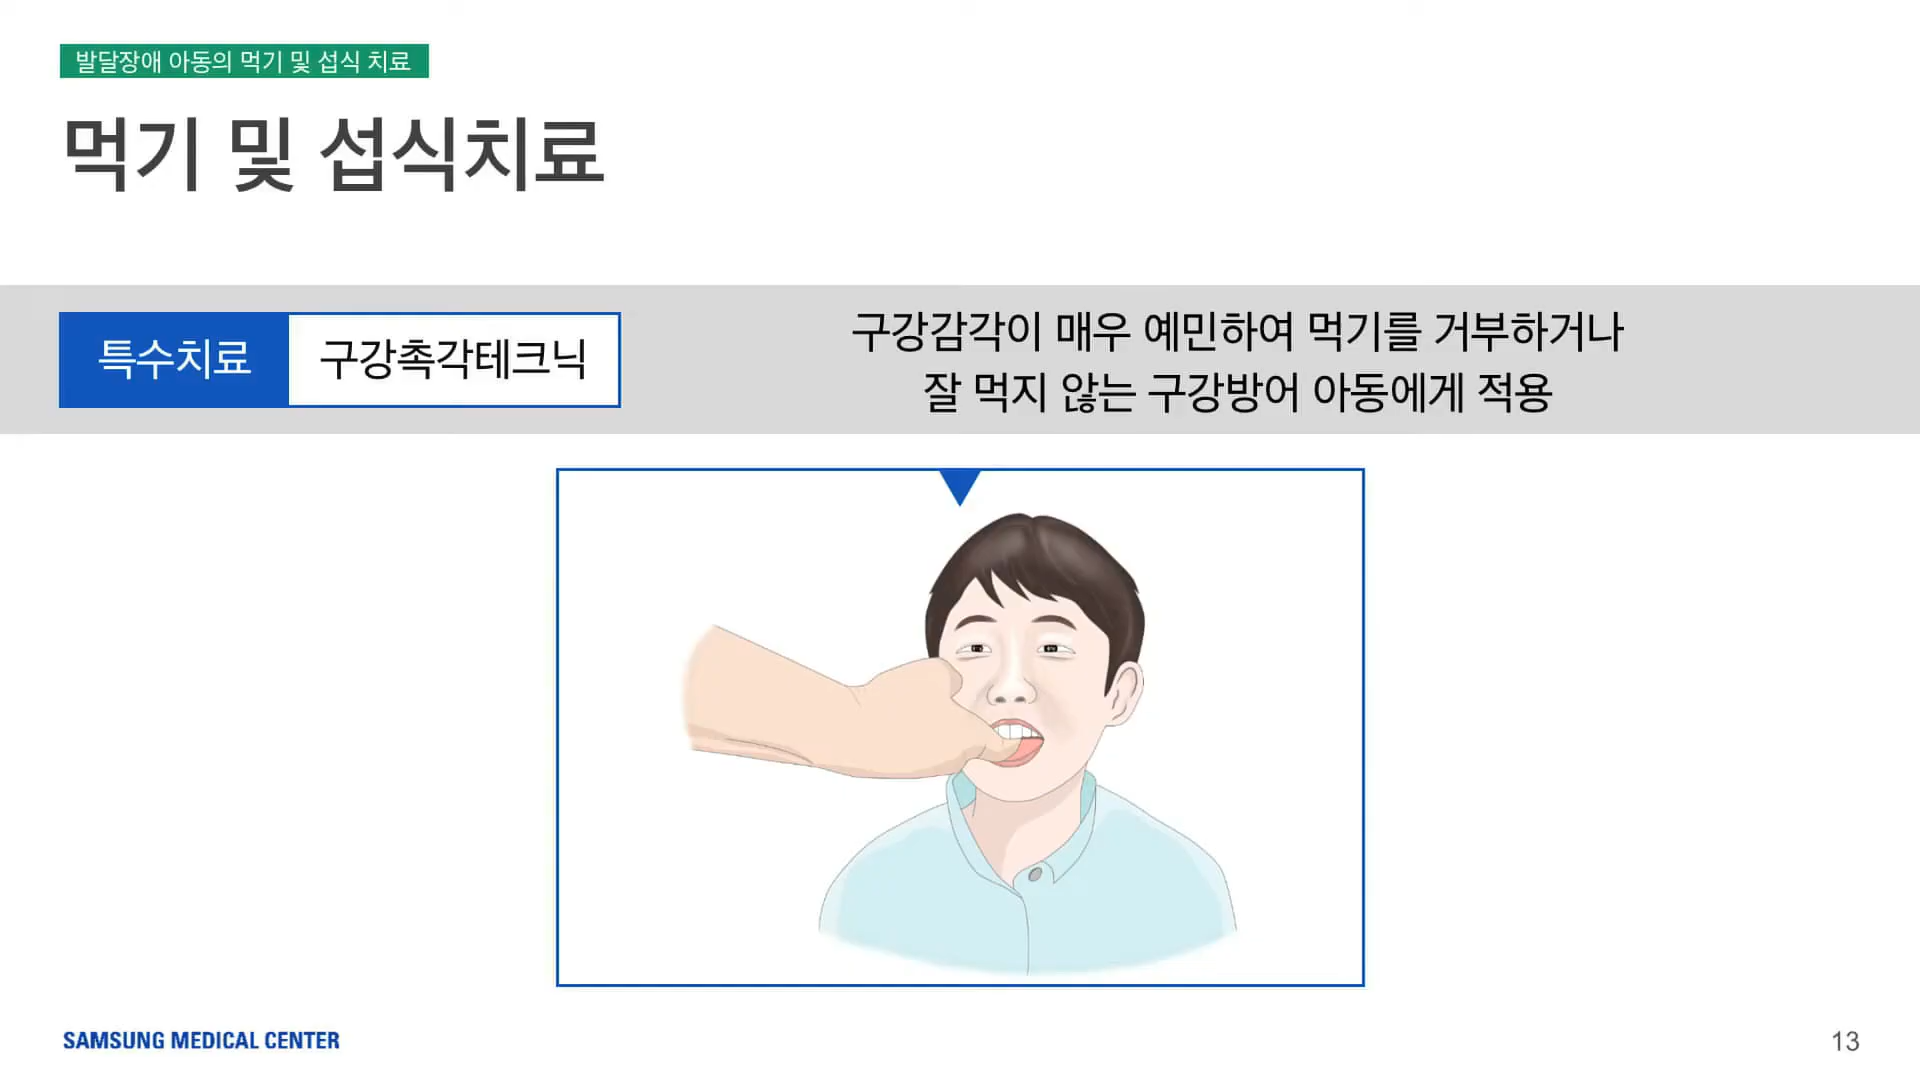 발달장애 아동의 먹기 및 섭식 치료
먹기 및 섭식치료
특수치료 구강촉각테크닉
구강감각이 매우 예민하여 먹기를 거부하거나
잘 먹지 않는 구강방어 아동에게 적용
SAMSUNG MEDICAL CENTER
13